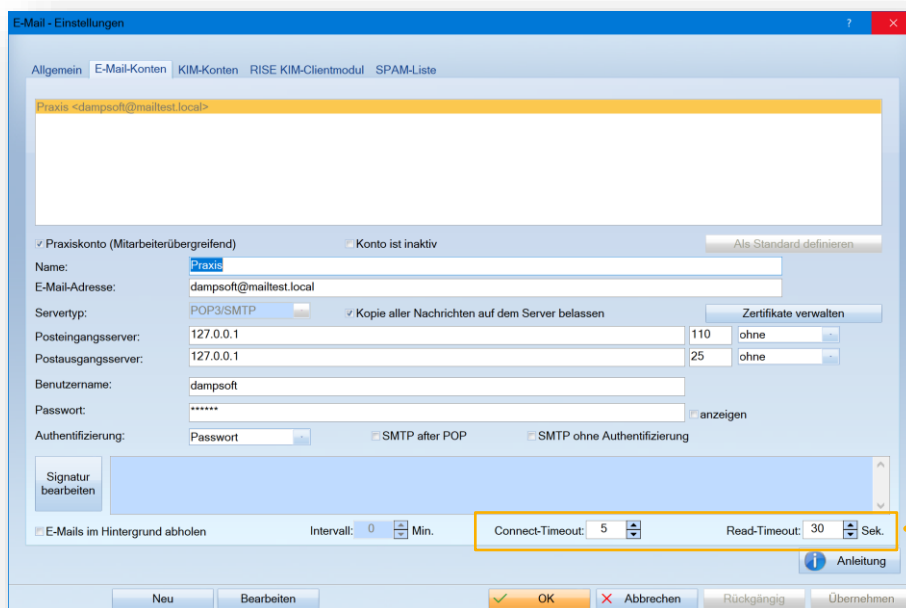 E-Mail - Einstellungen ?
Allgemein E-Mail-Konten KIM-Konten RISE KIM-Clientmodul SPAM-Liste
Praxis <dampsoft@mailtest.local>
Praxiskonto (Mitarbeiterübergreifend) Konto ist inaktiv Als Standard definieren
Name: Praxis
E-Mail-Adresse: dampsoft@mailtest.local
Servertyp: POP3/SMTP Kopie aller Nachrichten auf dem Server belassen Zertifikate verwalten
Posteingangsserver: 127.0.0.1 110 ohne
Postausgangsserver: 127.0.0.1 25 ohne
Benutzername: dampsoft
Passwort: ****** anzeigen
Authentifizierung: Passwort SMTP after POP SMTP ohne Authentifizierung
Signatur
bearbeiten
E-Mails im Hintergrund abholen Intervall: 0 Min. Connect-Timeout: 5 Read-Timeout: 30 Sek.
Anleitung
Neu Bearbeiten OK Abbrechen Rückgängig Übernehmen